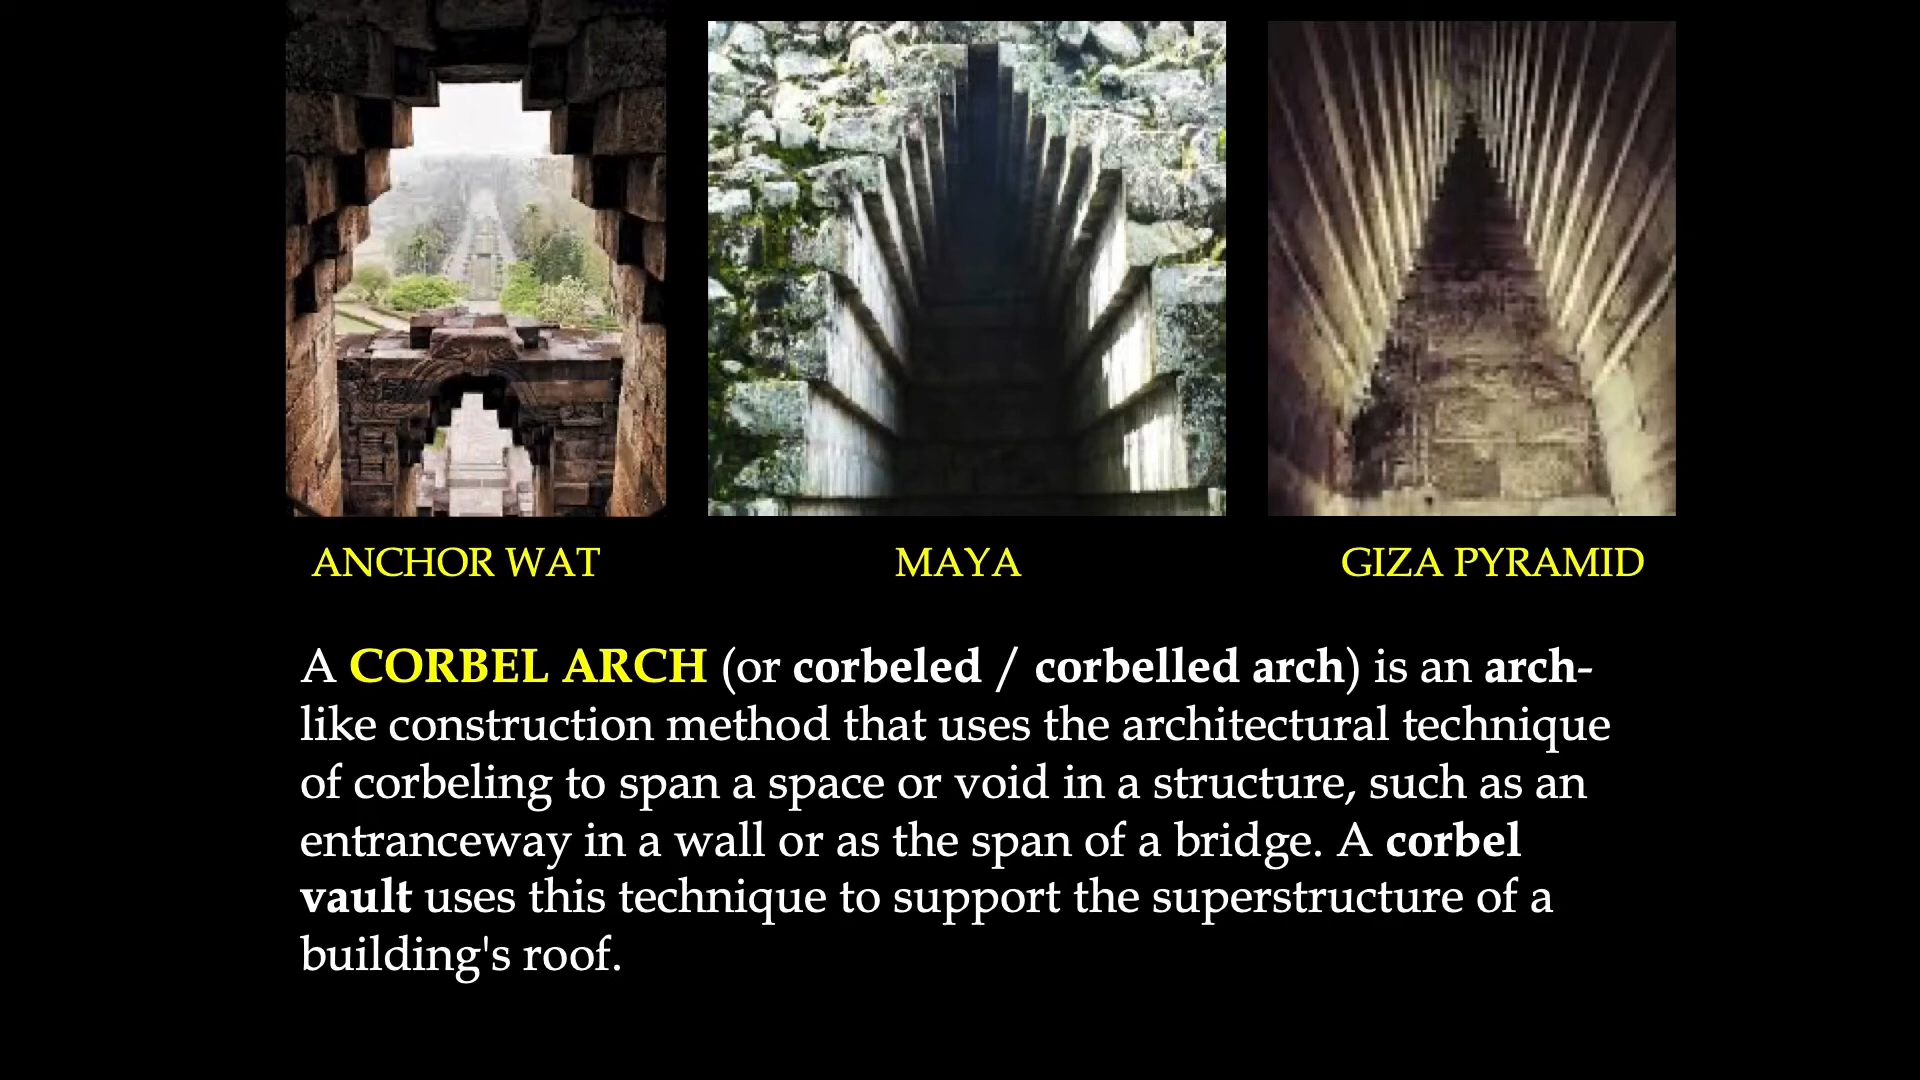 ANCHOR WAT
MAYA
GIZA PYRAMID
A CORBEL ARCH (or corbeled / corbelled arch) is an arch-
like construction method that uses the architectural technique
of corbeling to span a space or void in a structure, such as an
entranceway in a wall or as the span of a bridge. A corbel
vault uses this technique to support the superstructure of a
building's roof.